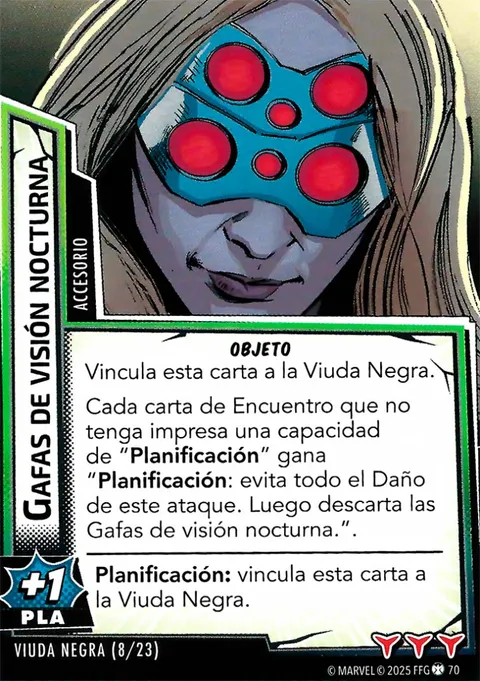 GAFAS DE VISIÓN NOCTURNA
ACCESORIO
OBJETO
Vincula esta carta a la Viuda Negra.
Cada carta de Encuentro que no
tenga impresa una capacidad
de “Planificación” gana
“Planificación: evita todo el Daño
de este ataque. Luego descarta las
Gafas de visión nocturna.”.
Planificación: vincula esta carta a
la Viuda Negra.
+1
PLA
VIUDA NEGRA (8/23)
© MARVEL © 2025 FFG 70